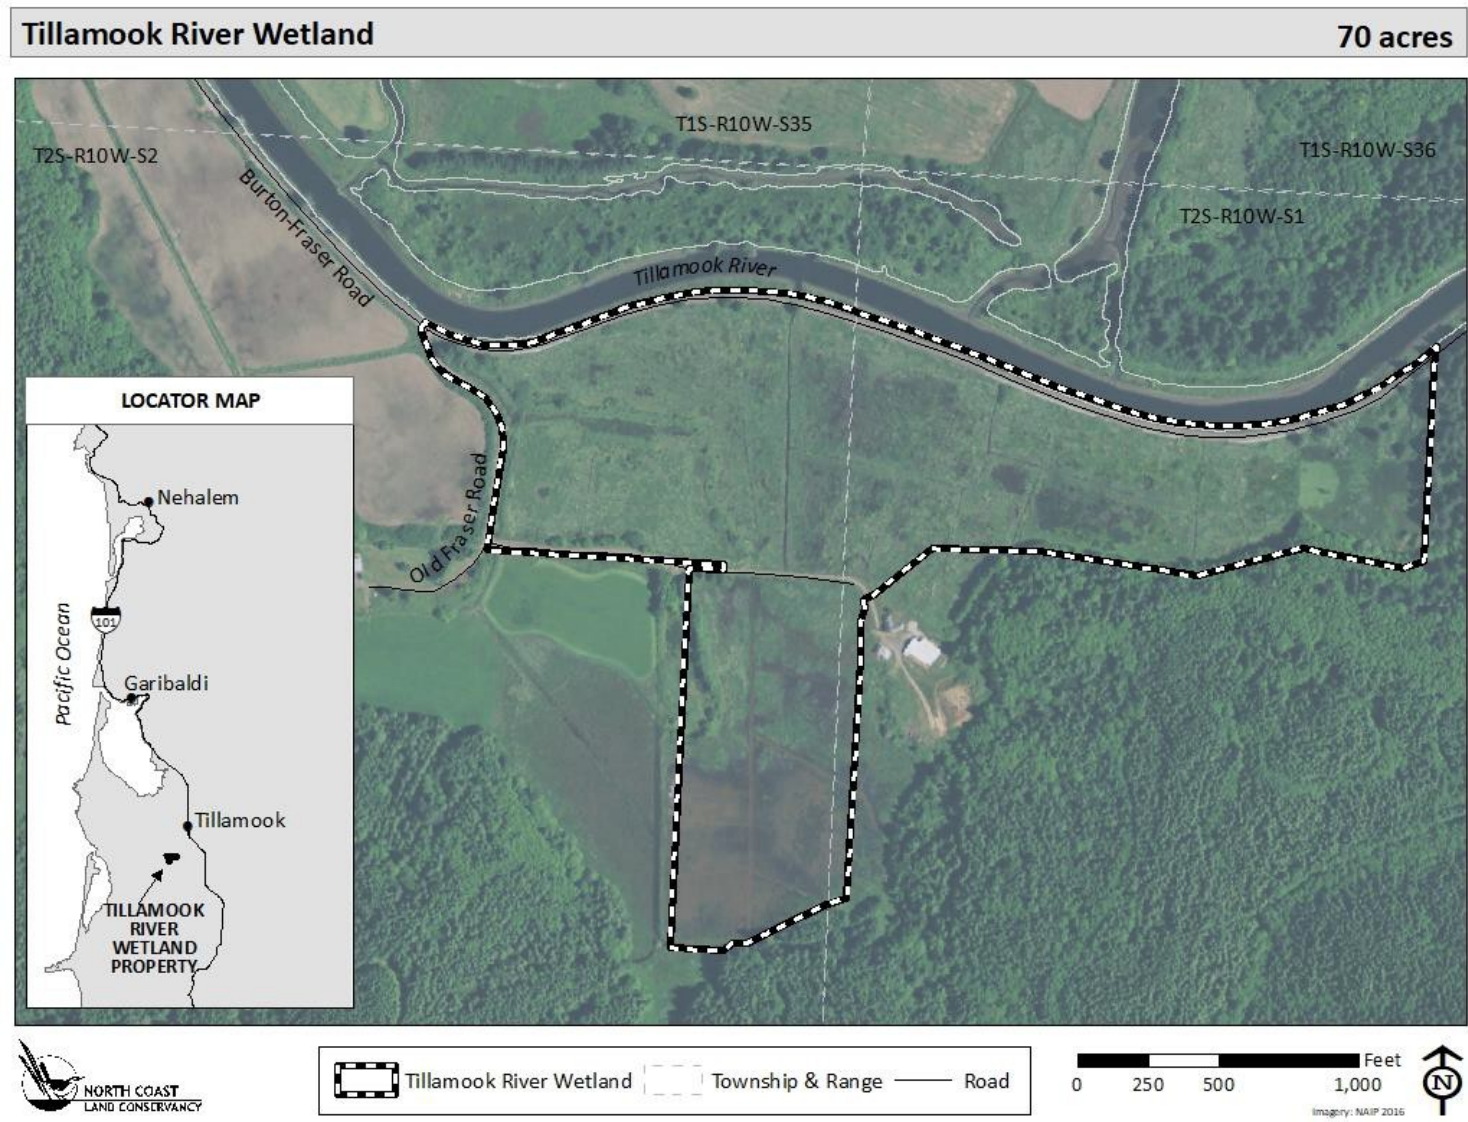 Tillamook River Wetland
70 acres
T1S-R10W-S35
T2S-R10W-S2
T1S-R10W-S36
T2S-R10W-S1
Burton-Fraser Road
Tillamook River
Old Fraser Road
LOCATOR MAP
Nehalem
101
Pacific Ocean
Garibaldi
Tillamook
TILLAMOOK
RIVER
WETLAND
PROPERTY
NORTH COAST
LAND CONSERVANCY
Tillamook River Wetland
Township & Range
Road
Feet
0 250 500 1,000
N
Imagery: NAIP 2016